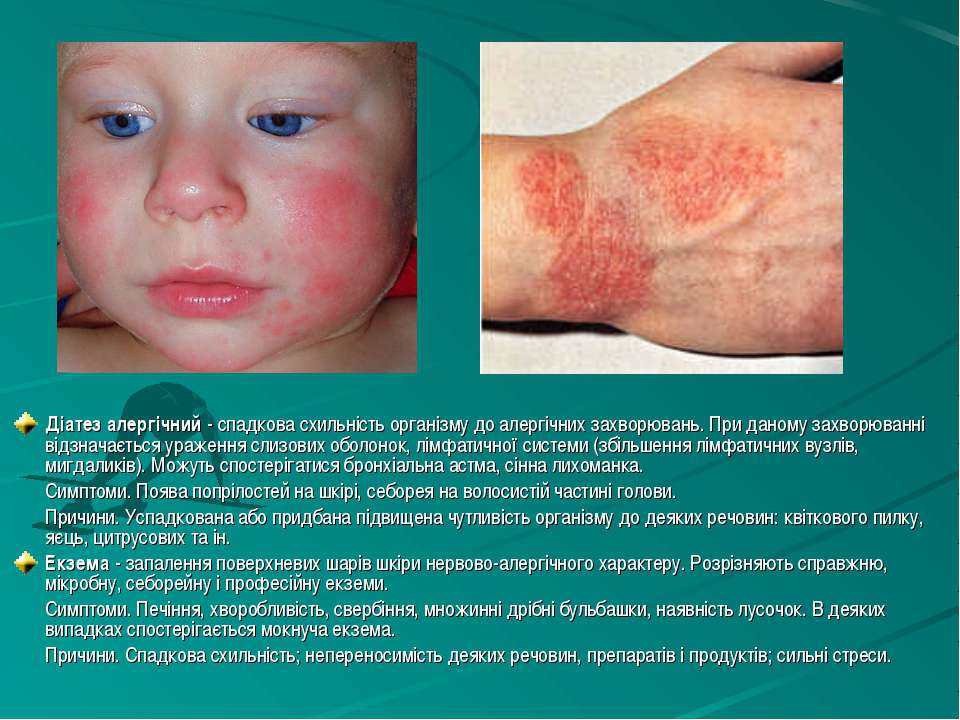 Діатез алергічний - спадкова схильність організму до алергічних захворювань. При даному захворюванні
відзначається ураження слизових оболонок, лімфатичної системи (збільшення лімфатичних вузлів,
мигдаликів). Можуть спостерігатися бронхіальна астма, сінна лихоманка.
Симптоми. Поява попрілостей на шкірі, себорея на волосистій частині голови.
Причини. Успадкована або придбана підвищена чутливість організму до деяких речовин: квіткового пилку,
яєць, цитрусових та ін.
Екзема - запалення поверхневих шарів шкіри нервово-алергічного характеру. Розрізняють справжню,
мікробну, себорейну і професійну екземи.
Симптоми. Печіння, хворобливість, свербіння, множинні дрібні бульбашки, наявність лусочок. В деяких
випадках спостерігається мокнуча екзема.
Причини. Спадкова схильність; непереносимість деяких речовин, препаратів і продуктів; сильні стреси.